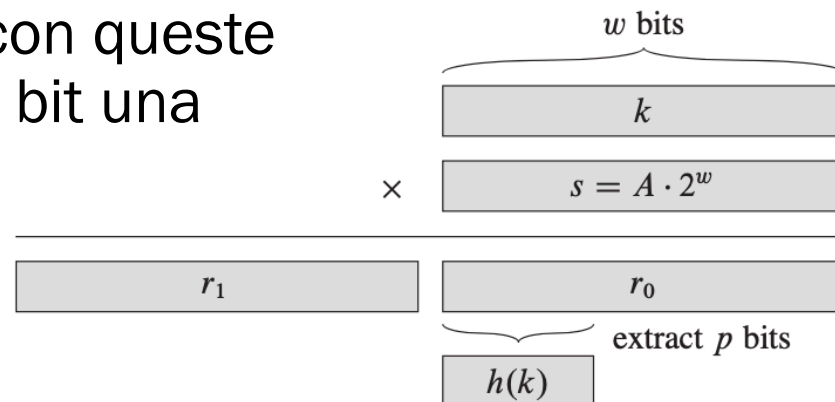 con queste
bit una
w bits
k
×
s = A · 2^w
r₁
r₀
extract p bits
h(k)